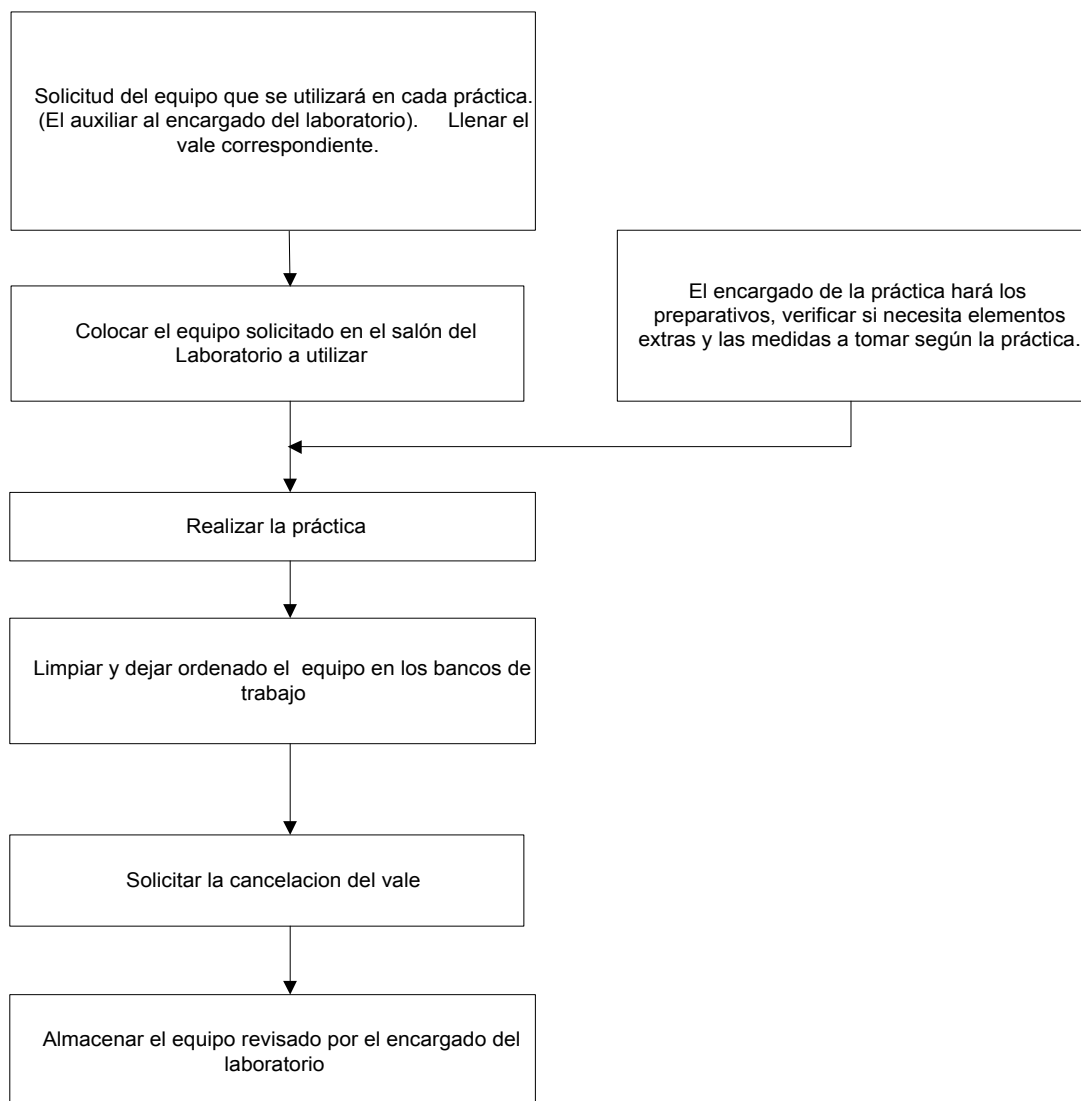 Solicitud del equipo que se utilizará en cada práctica.
(El auxiliar al encargado del laboratorio). Llenar el
vale correspondiente.
Colocar el equipo solicitado en el salón del
Laboratorio a utilizar
El encargado de la práctica hará los
preparativos, verificar si necesita elementos
extras y las medidas a tomar según la práctica.
Realizar la práctica
Limpiar y dejar ordenado el equipo en los bancos de
trabajo
Solicitar la cancelacion del vale
Almacenar el equipo revisado por el encargado del
laboratorio